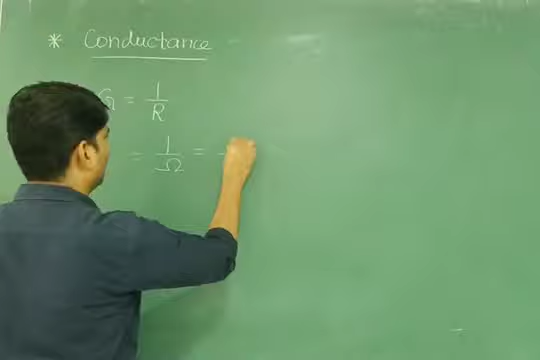 * Conductance
G = 1/R
= 1/Ω =